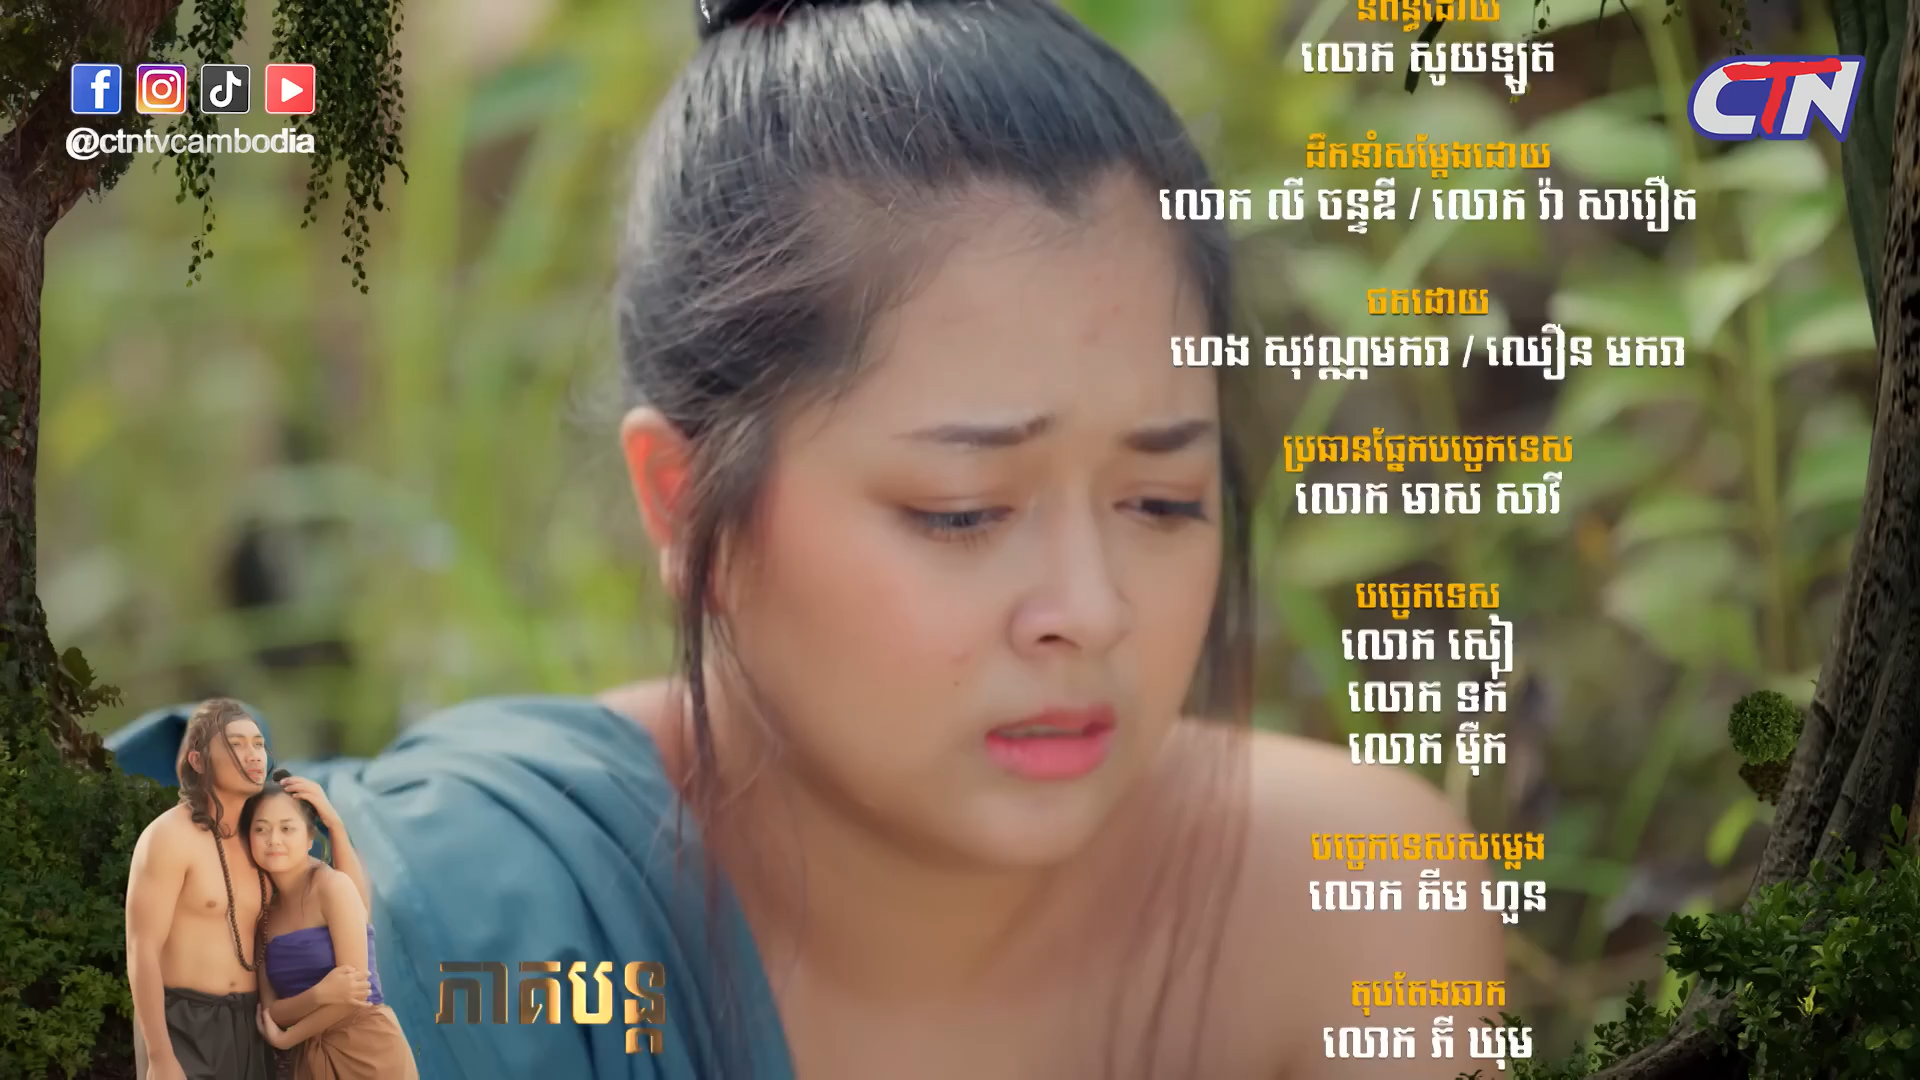 @ctntvcambodia
CTN
និពន្ធដោយ
លោក សូយឡូត
ដឹកនាំសម្ដែងដោយ
លោក លី ចន្ទឌី / លោក វ៉ា សារឿត
ថតដោយ
ហេង សុវណ្ណមករា / ឈឿន មករា
ប្រធានផ្នែកបច្ចេកទេស
លោក មាស សាវី
បច្ចេកទេស
លោក សៀ
លោក ទក់
លោក ម៉ឺក
បច្ចេកទេសសម្លេង
លោក គីម ហួន
តុបតែងឆាក
លោក ភី ឃុម
ភាគបន្ត